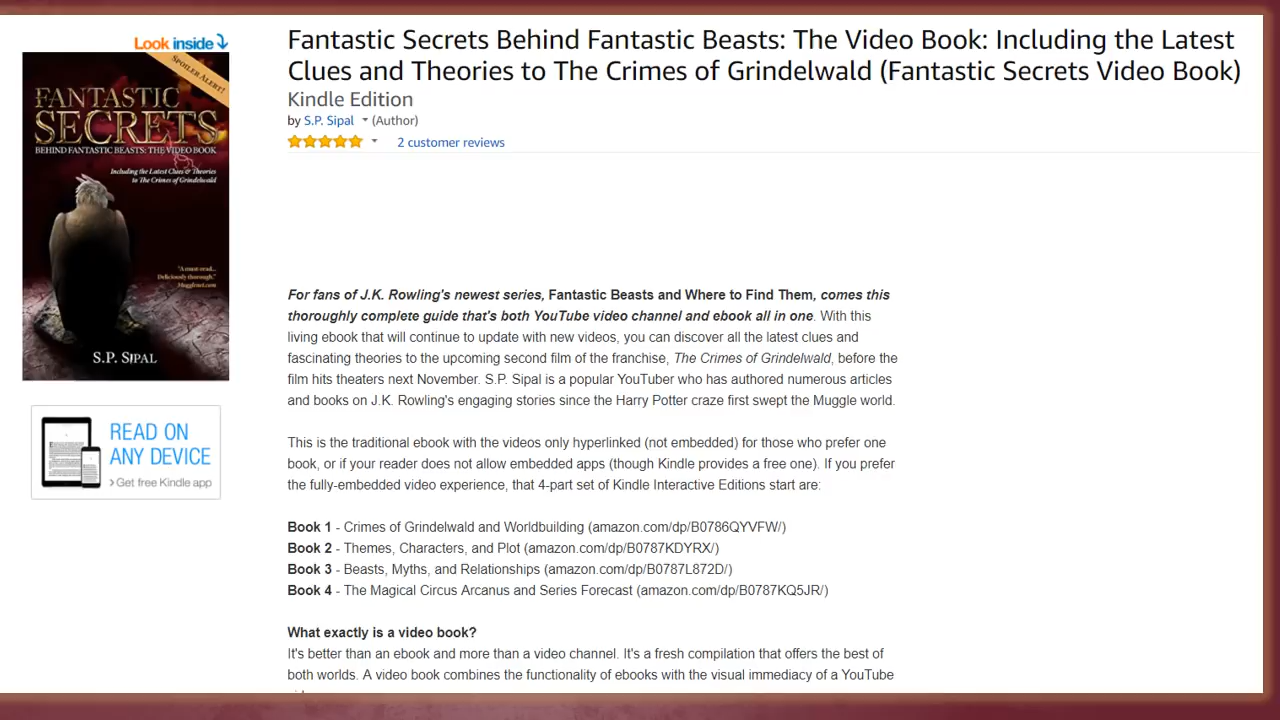 Look inside
SPOILER ALERT!
FANTASTIC
SECRETS
BEHIND FANTASTIC BEASTS: THE VIDEO BOOK
Including the Latest Clues & Theories
to The Crimes of Grindelwald
"A must-read...
Deliciously thorough."
Muggle
S.P. SIPAL
READ ON
ANY DEVICE
› Get free Kindle app
Fantastic Secrets Behind Fantastic Beasts: The Video Book: Including the Latest
Clues and Theories to The Crimes of Grindelwald (Fantastic Secrets Video Book)
Kindle Edition
by S.P. Sipal (Author)
2 customer reviews
For fans of J.K. Rowling's newest series, Fantastic Beasts and Where to Find Them, comes this
thoroughly complete guide that's both YouTube video channel and ebook all in one. With this
living ebook that will continue to update with new videos, you can discover all the latest clues and
fascinating theories to the upcoming second film of the franchise, The Crimes of Grindelwald, before the
film hits theaters next November. S.P. Sipal is a popular YouTuber who has authored numerous articles
and books on J.K. Rowling's engaging stories since the Harry Potter craze first swept the Muggle world.
This is the traditional ebook with the videos only hyperlinked (not embedded) for those who prefer one
book, or if your reader does not allow embedded apps (though Kindle provides a free one). If you prefer
the fully-embedded video experience, that 4-part set of Kindle Interactive Editions start are:
Book 1 - Crimes of Grindelwald and Worldbuilding (amazon.com/dp/B0786QYVFW/)
Book 2 - Themes, Characters, and Plot (amazon.com/dp/B0787KDYRX/)
Book 3 - Beasts, Myths, and Relationships (amazon.com/dp/B0787L872D/)
Book 4 - The Magical Circus Arcanus and Series Forecast (amazon.com/dp/B0787KQ5JR/)
What exactly is a video book?
It's better than an ebook and more than a video channel. It's a fresh compilation that offers the best of
both worlds. A video book combines the functionality of ebooks with the visual immediacy of a YouTube